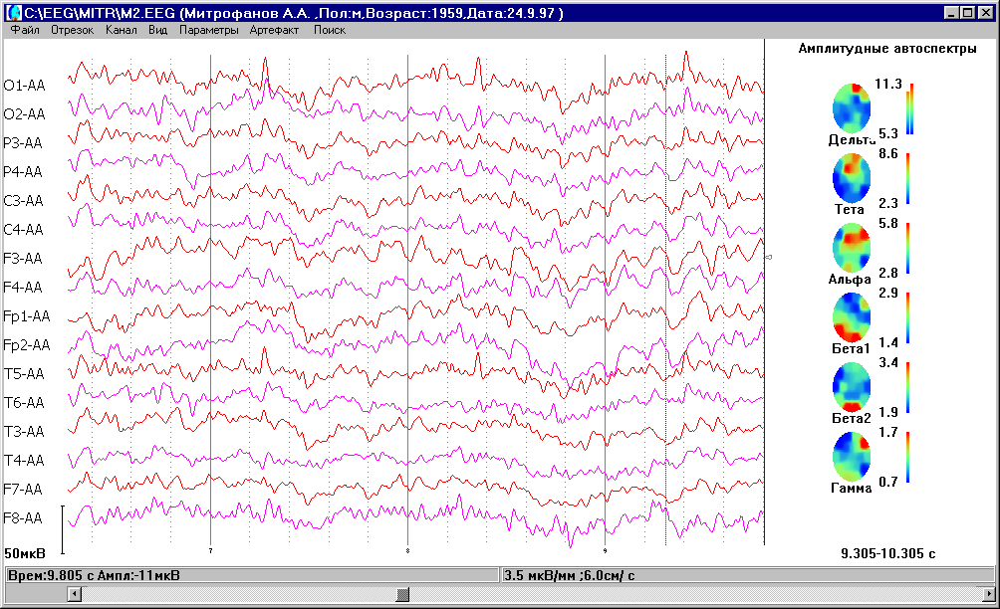 C:\EEG\MITR\M2.EEG (Митрофанов А.А. ,Пол:м,Возраст:1959,Дата:24.9.97 )
Файл Отрезок Канал Вид Параметры Артефакт Поиск
Амплитудные автоспектры
O1-AA
O2-AA
P3-AA
P4-AA
C3-AA
C4-AA
F3-AA
F4-AA
Fp1-AA
Fp2-AA
T5-AA
T6-AA
T3-AA
T4-AA
F7-AA
F8-AA
50мкВ
7 8 9
11.3
5.3
Дельта
8.6
2.3
Тета
5.8
2.8
Альфа
2.9
1.4
Бета1
3.4
1.9
Бета2
1.7
0.7
Гамма
9.305-10.305 с
Врем:9.805 с Ампл:-11мкВ
3.5 мкВ/мм ;6.0см/ с